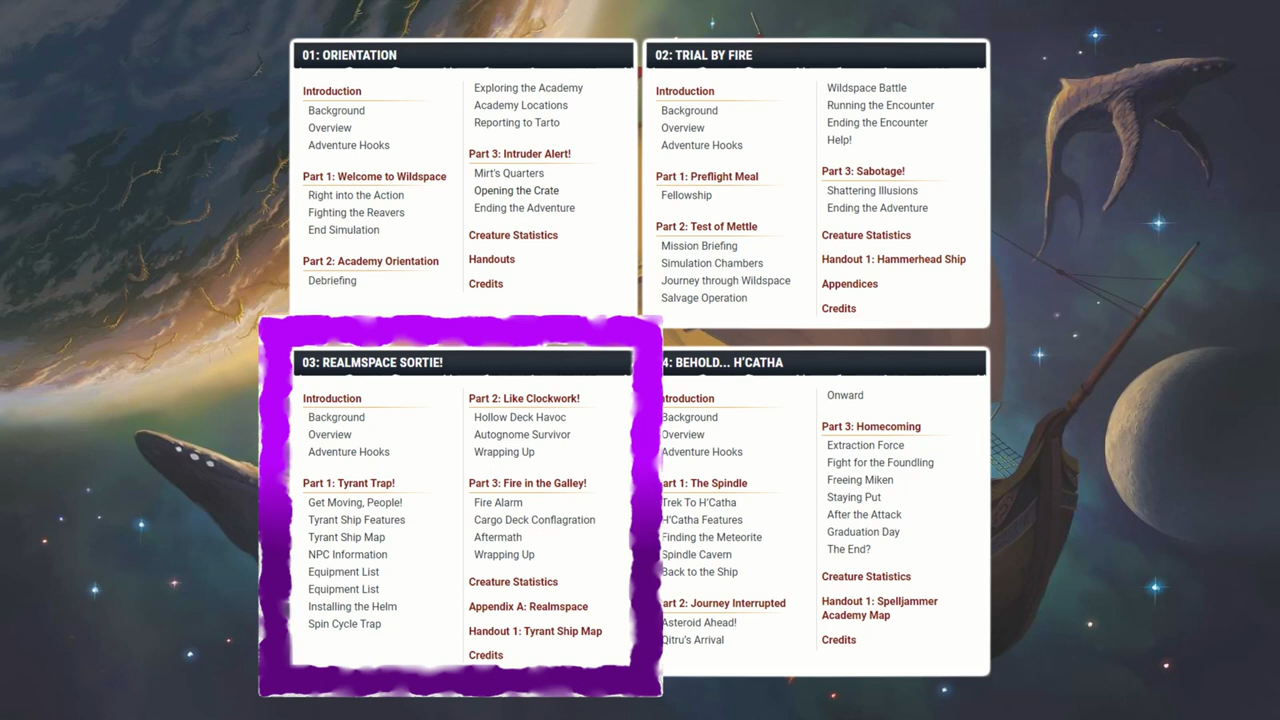 01: ORIENTATION
Introduction
Background
Overview
Adventure Hooks
Part 1: Welcome to Wildspace
Right into the Action
Fighting the Reavers
End Simulation
Part 2: Academy Orientation
Debriefing
Exploring the Academy
Academy Locations
Reporting to Tarto
Part 3: Intruder Alert!
Mirt's Quarters
Opening the Crate
Ending the Adventure
Creature Statistics
Handouts
Credits
02: TRIAL BY FIRE
Introduction
Background
Overview
Adventure Hooks
Part 1: Preflight Meal
Fellowship
Part 2: Test of Mettle
Mission Briefing
Simulation Chambers
Journey through Wildspace
Salvage Operation
Wildspace Battle
Running the Encounter
Ending the Encounter
Help!
Part 3: Sabotage!
Shattering Illusions
Ending the Adventure
Creature Statistics
Handout 1: Hammerhead Ship
Appendices
Credits
03: REALMSPACE SORTIE!
Introduction
Background
Overview
Adventure Hooks
Part 1: Tyrant Trap!
Get Moving, People!
Tyrant Ship Features
Tyrant Ship Map
NPC Information
Equipment List
Equipment List
Installing the Helm
Spin Cycle Trap
Part 2: Like Clockwork!
Hollow Deck Havoc
Autognome Survivor
Wrapping Up
Part 3: Fire in the Galley!
Fire Alarm
Cargo Deck Conflagration
Aftermath
Wrapping Up
Creature Statistics
Appendix A: Realmspace
Handout 1: Tyrant Ship Map
Credits
4: BEHOLD... H'CATHA
ntroduction
Background
Overview
Adventure Hooks
art 1: The Spindle
Trek To H'Catha
H'Catha Features
Finding the Meteorite
Spindle Cavern
Back to the Ship
art 2: Journey Interrupted
Asteroid Ahead!
Qitru's Arrival
Onward
Part 3: Homecoming
Extraction Force
Fight for the Foundling
Freeing Miken
Staying Put
After the Attack
Graduation Day
The End?
Creature Statistics
Handout 1: Spelljammer
Academy Map
Credits